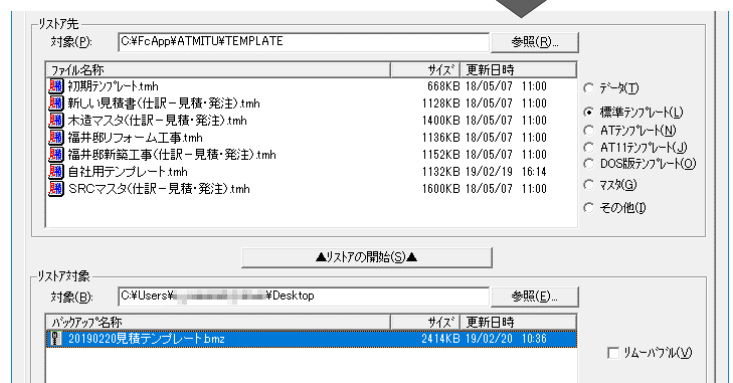 リストア先
対象(P): C:¥FcApp¥ATMITU¥TEMPLATE 参照(R)...
ファイル名称 サイズ 更新日時
初期テンプレート.tmh 668KB 18/05/07 11:00
新しい見積書(仕訳-見積・発注).tmh 1128KB 18/05/07 11:00
木造マスタ(仕訳-見積・発注).tmh 1400KB 18/05/07 11:00
福井邸リフォーム工事.tmh 1136KB 18/05/07 11:00
福井邸新築工事(仕訳-見積・発注).tmh 1152KB 18/05/07 11:00
自社用テンプレート.tmh 1132KB 19/02/19 16:14
SRCマスタ(仕訳-見積・発注).tmh 1600KB 18/05/07 11:00
データ(T)
標準テンプレート(L)
ATテンプレート(N)
AT11テンプレート(J)
DOS版テンプレート(O)
マスタ(G)
その他(I)
▲リストアの開始(S)▲
リストア対象
対象(B): C:¥Users¥ ¥Desktop 参照(E)...
バックアップ名称 サイズ 更新日時
20190220見積テンプレート.bmz 2414KB 19/02/20 10:36
リムーバブル(V)